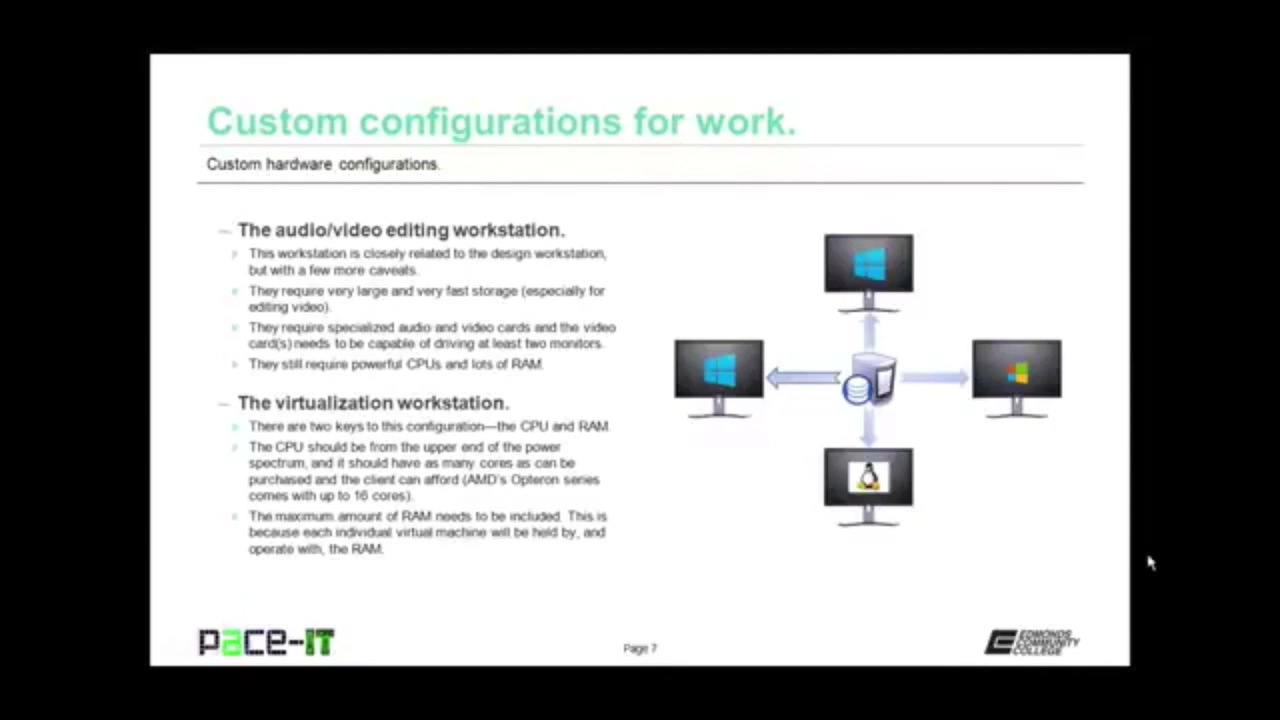 Custom configurations for work.
Custom hardware configurations.
– The audio/video editing workstation.
» This workstation is closely related to the design workstation,
but with a few more caveats.
» They require very large and very fast storage (especially for
editing video).
» They require specialized audio and video cards and the video
card(s) needs to be capable of driving at least two monitors.
» They still require powerful CPUs and lots of RAM.
– The virtualization workstation.
» There are two keys to this configuration—the CPU and RAM.
» The CPU should be from the upper end of the power
spectrum, and it should have as many cores as can be
purchased and the client can afford (AMD's Opteron series
comes with up to 16 cores).
» The maximum amount of RAM needs to be included. This is
because each individual virtual machine will be held by, and
operate with, the RAM.
pace-IT
Page 7
EDMONDS
COMMUNITY
COLLEGE